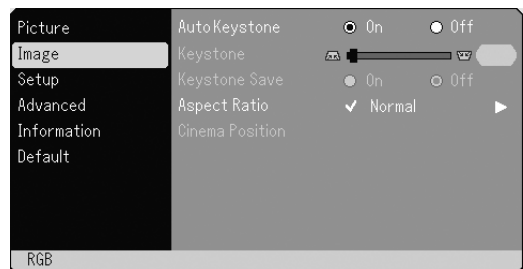 Picture
Image
Setup
Advanced
Information
Default
Auto Keystone On Off
Keystone
Keystone Save On Off
Aspect Ratio ✓ Normal
Cinema Position
RGB